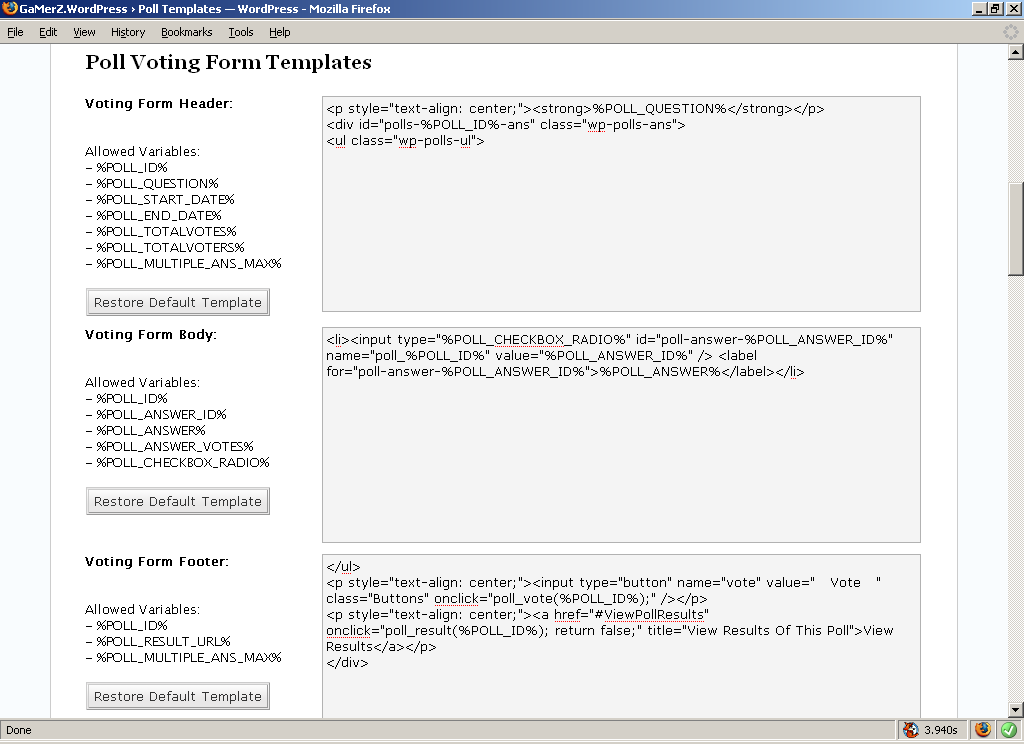 GaMerZ.WordPress › Poll Templates — WordPress - Mozilla Firefox
File Edit View History Bookmarks Tools Help
Poll Voting Form Templates
Voting Form Header:
Allowed Variables:
– %POLL_ID%
– %POLL_QUESTION%
– %POLL_START_DATE%
– %POLL_END_DATE%
– %POLL_TOTALVOTES%
– %POLL_TOTALVOTERS%
– %POLL_MULTIPLE_ANS_MAX%
Restore Default Template
<p style="text-align: center;"><strong>%POLL_QUESTION%</strong></p>
<div id="polls-%POLL_ID%-ans" class="wp-polls-ans">
<ul class="wp-polls-ul">
Voting Form Body:
Allowed Variables:
– %POLL_ID%
– %POLL_ANSWER_ID%
– %POLL_ANSWER%
– %POLL_ANSWER_VOTES%
– %POLL_CHECKBOX_RADIO%
Restore Default Template
<li><input type="%POLL_CHECKBOX_RADIO%" id="poll-answer-%POLL_ANSWER_ID%"
name="poll_%POLL_ID%" value="%POLL_ANSWER_ID%" /> <label
for="poll-answer-%POLL_ANSWER_ID%">%POLL_ANSWER%</label></li>
Voting Form Footer:
Allowed Variables:
– %POLL_ID%
– %POLL_RESULT_URL%
– %POLL_MULTIPLE_ANS_MAX%
Restore Default Template
</ul>
<p style="text-align: center;"><input type="button" name="vote" value="   Vote   "
class="Buttons" onclick="poll_vote(%POLL_ID%);" /></p>
<p style="text-align: center;"><a href="#ViewPollResults"
onclick="poll_result(%POLL_ID%); return false;" title="View Results Of This Poll">View
Results</a></p>
</div>
Done
3.940s